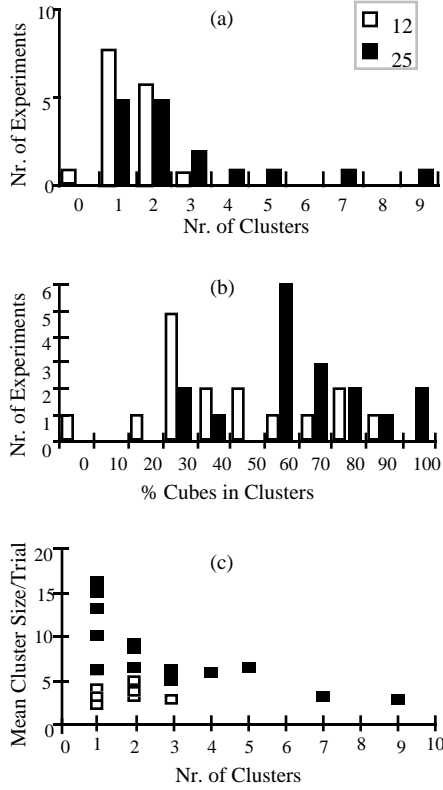 (a)
12
25
10
5
0
Nr. of Experiments
0 1 2 3 4 5 6 7 8 9
Nr. of Clusters
(b)
6
5
4
3
2
1
0
Nr. of Experiments
0 10 20 30 40 50 60 70 80 90 100
% Cubes in Clusters
(c)
20
15
10
5
0
Mean Cluster Size/Trial
0 1 2 3 4 5 6 7 8 9 10
Nr. of Clusters